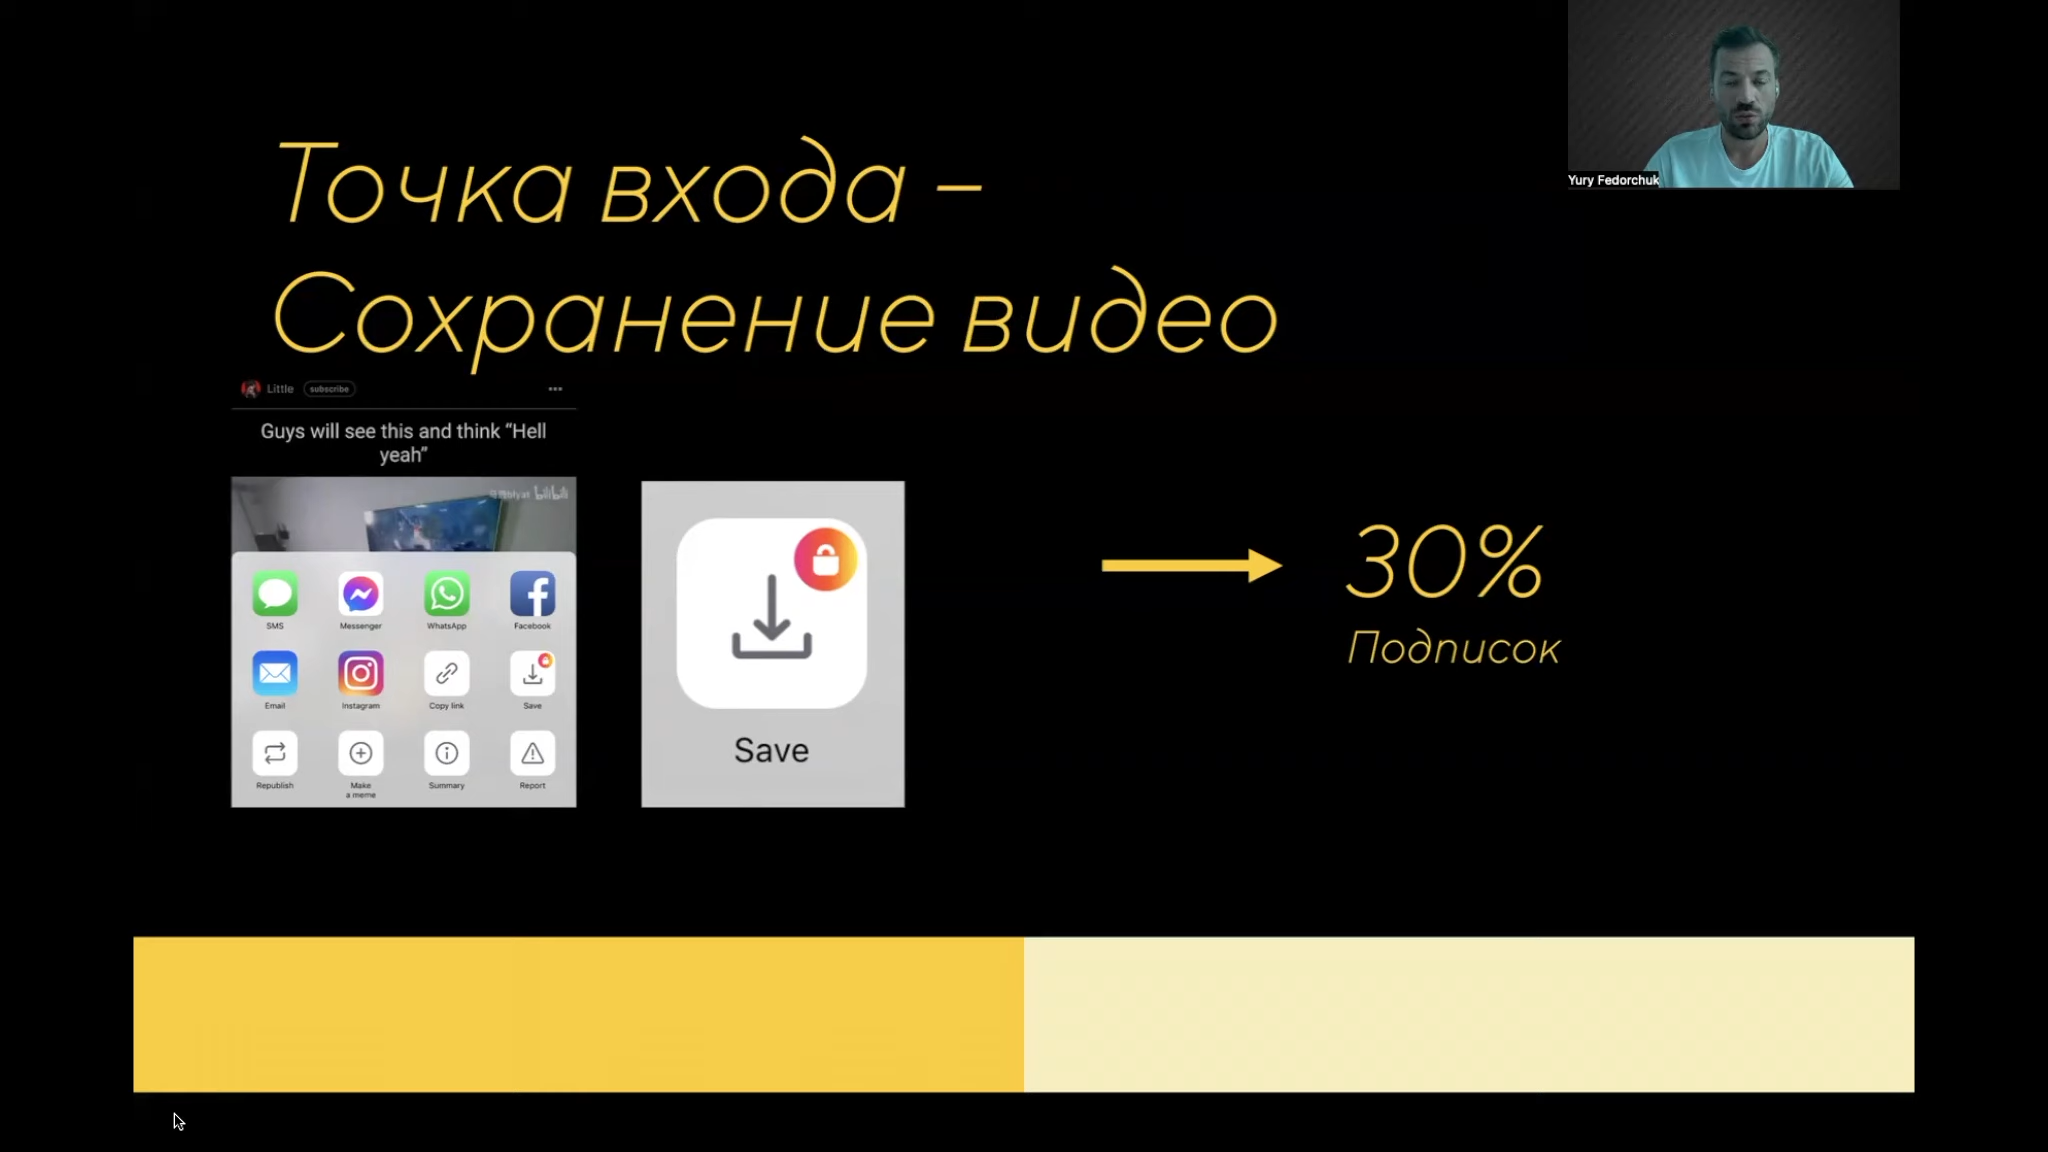 Yury Fedorchuk
Точка входа –
Сохранение видео
Little subscribe
Guys will see this and think “Hell
yeah”
bilibili
SMS Messenger WhatsApp Facebook
Email Instagram Copy link Save
Republish Make
a meme Summary Report
Save
30%
Подписок